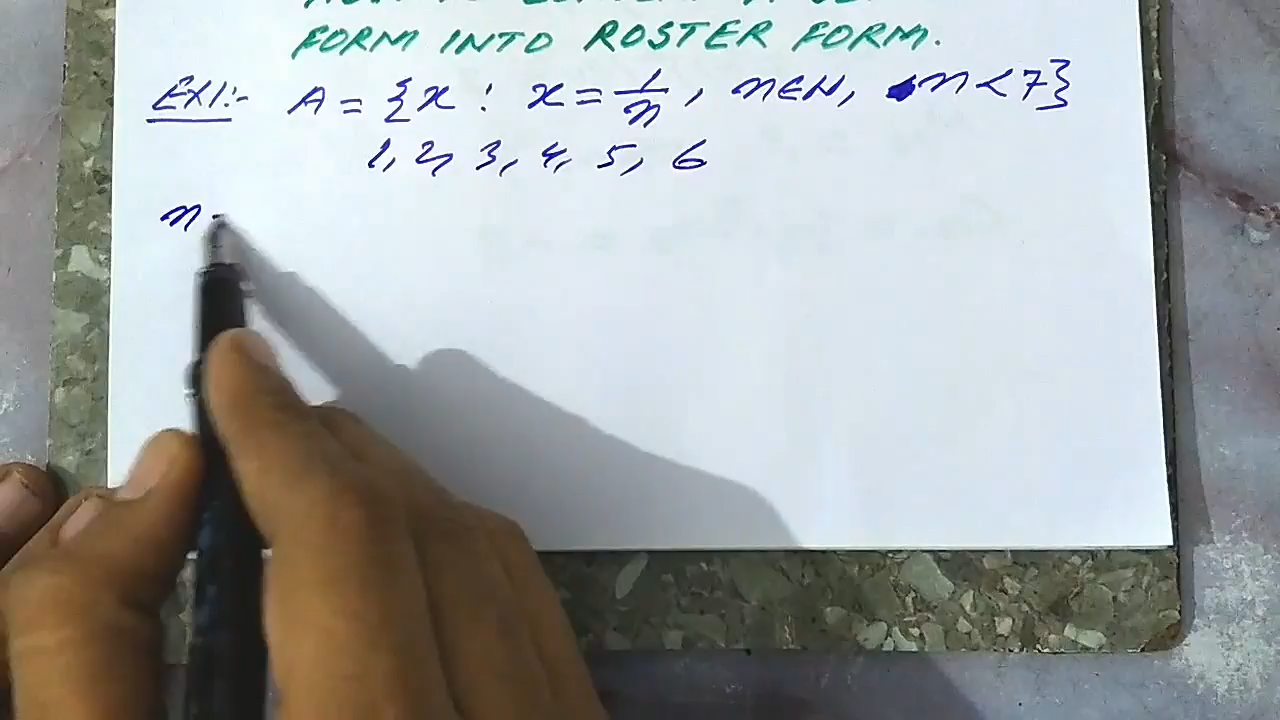 FORM INTO ROSTER FORM.
EX1:- A = {x : x = 1/n, n∈N, n < 7}
1, 2, 3, 4, 5, 6
n